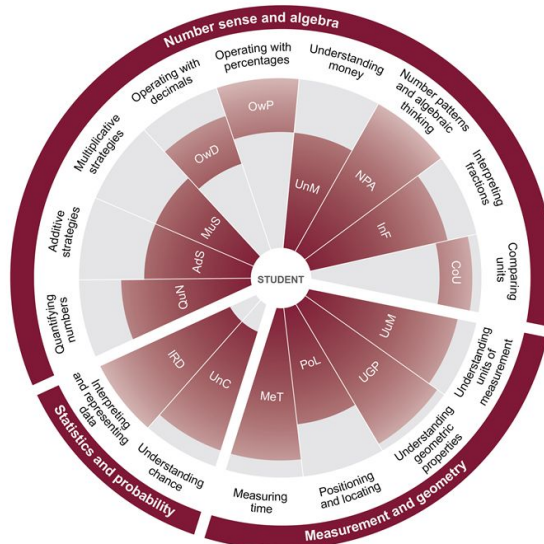 Number sense and algebra
Operating with
percentages
Understanding
money
Number patterns
and algebraic
thinking
Interpreting
fractions
Comparing
units
Operating with
decimals
Multiplicative
strategies
Additive
strategies
Quantifying
numbers
OwP
UnM
NPA
InF
CoU
OwD
MuS
AdS
QuN
STUDENT
UuM
UGP
PoL
MeT
UnC
IRD
Understanding
units of
measurement
Understanding
geometric
properties
Positioning
and locating
Measuring
time
Understanding
chance
Interpreting
and representing
data
Statistics and probability
Measurement and geometry